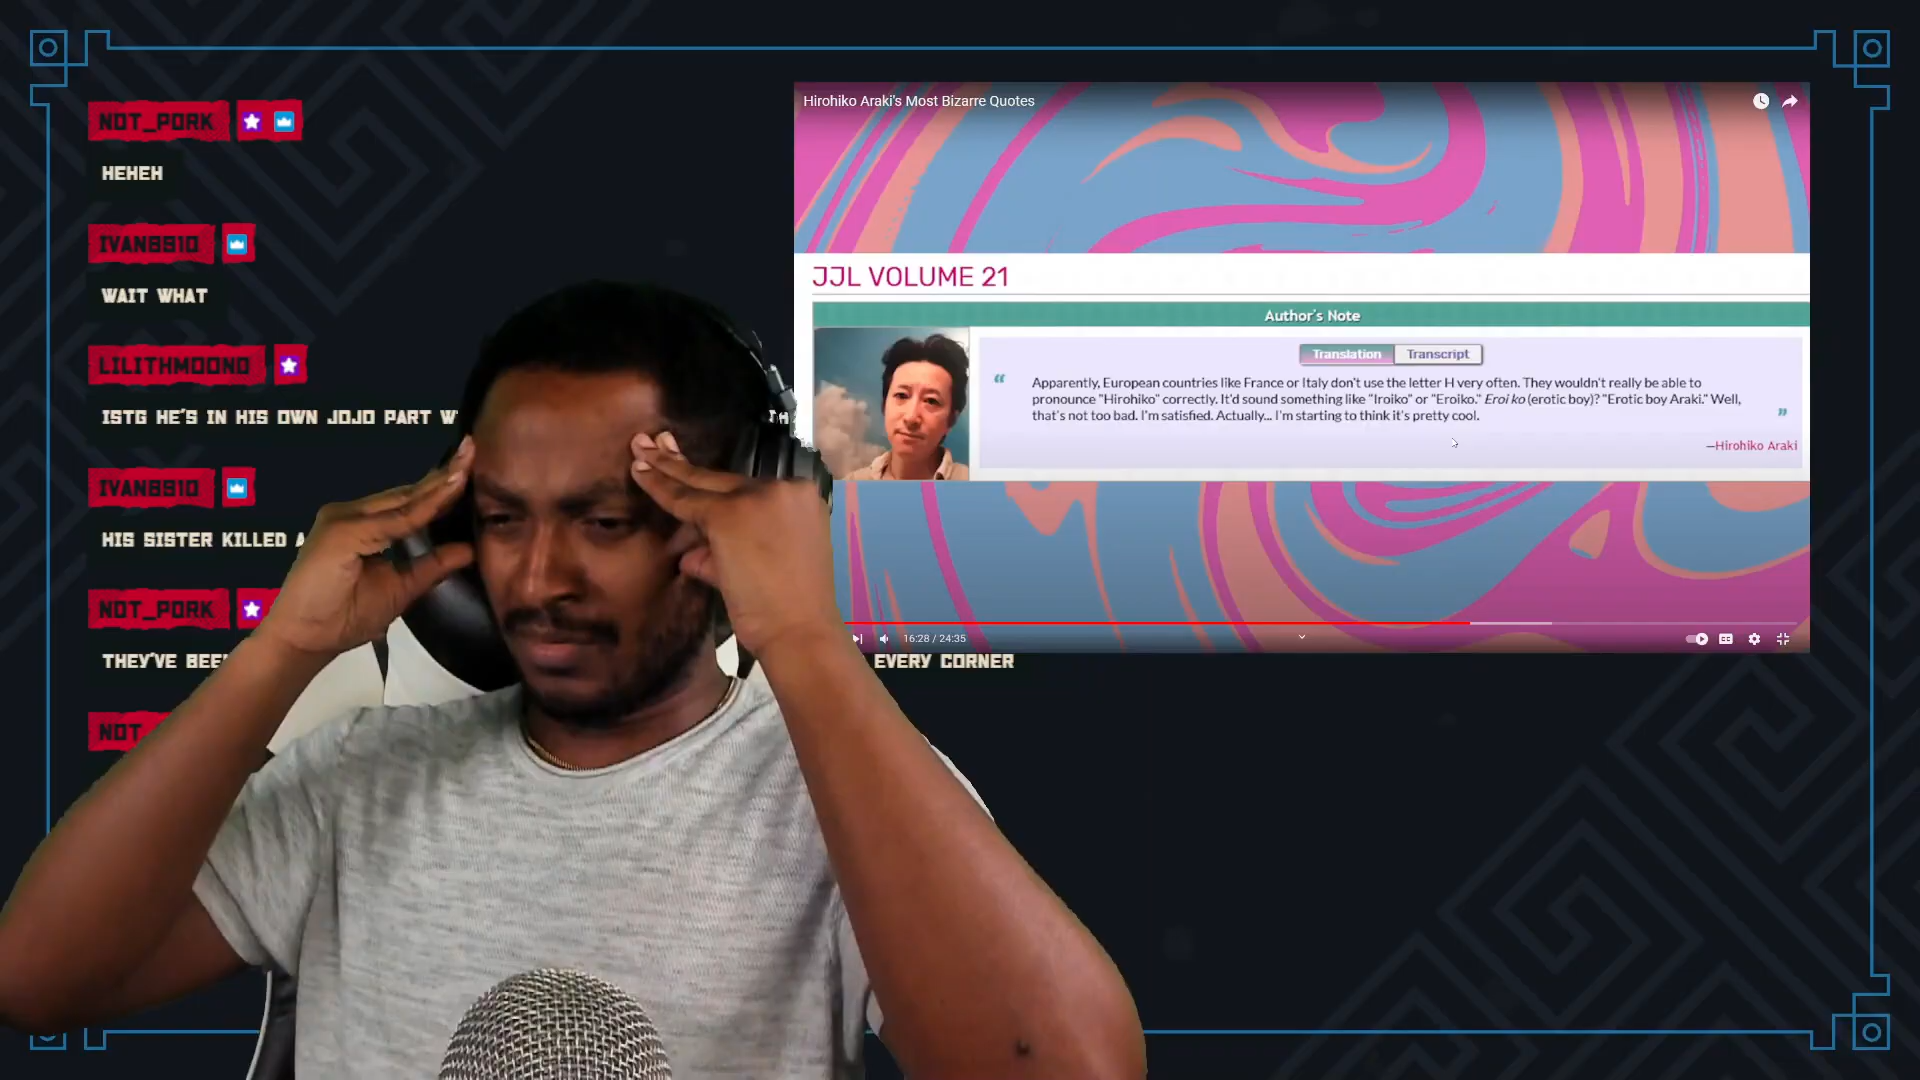 NOT_PORK
HEHEH
IVAN8910
WAIT WHAT
LILITHMOONO
ISTG HE'S IN HIS OWN JOJO PART
IVAN8910
HIS SISTER KILLED
NOT_PORK
THEY'VE BEE
EVERY CORNER
NOT
Hirohiko Araki's Most Bizarre Quotes
JJL VOLUME 21
Author's Note
Translation Transcript
“ Apparently, European countries like France or Italy don't use the letter H very often. They wouldn't really be able to
pronounce "Hirohiko" correctly. It'd sound something like "Iroiko" or "Eroiko." Eroi ko (erotic boy)? "Erotic boy Araki." Well,
that's not too bad. I'm satisfied. Actually... I'm starting to think it's pretty cool. ”
—Hirohiko Araki
16:28 / 24:35
CC